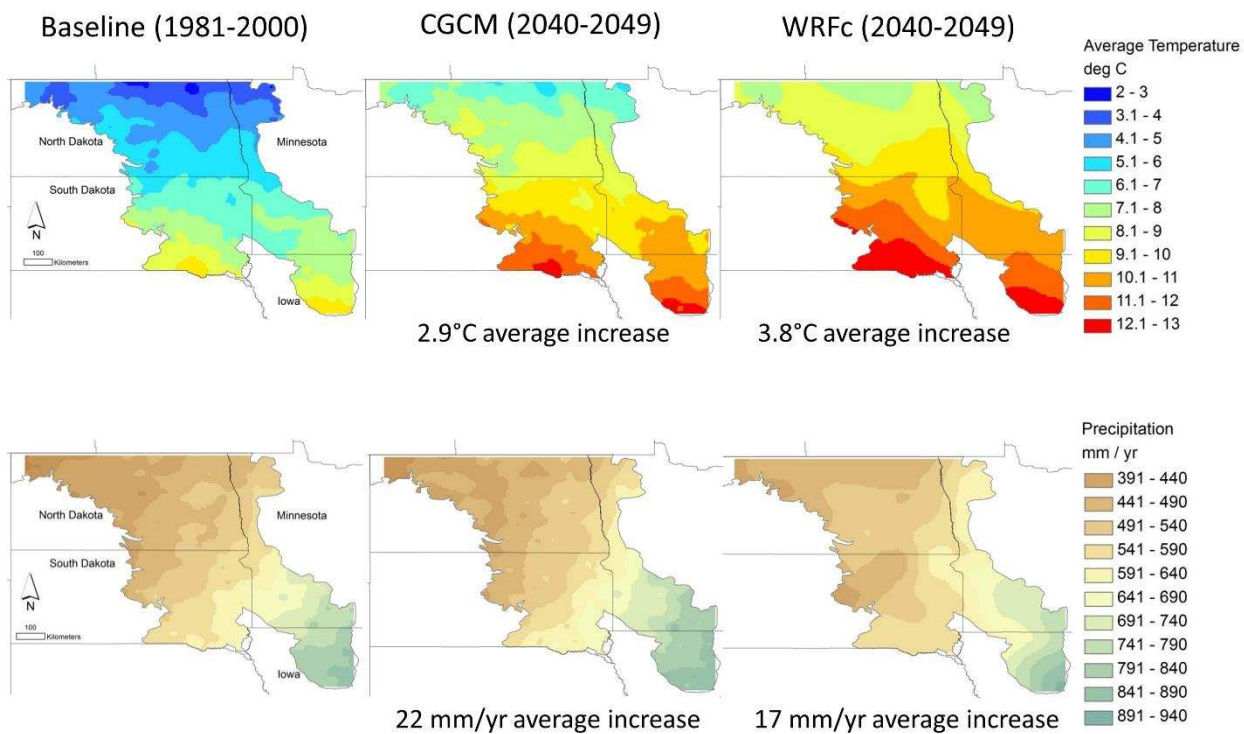 Baseline (1981-2000)
CGCM (2040-2049)
WRFc (2040-2049)
Average Temperature
deg C
2 - 3
3.1 - 4
4.1 - 5
5.1 - 6
6.1 - 7
7.1 - 8
8.1 - 9
9.1 - 10
10.1 - 11
11.1 - 12
12.1 - 13
North Dakota
Minnesota
South Dakota
N
100
Kilometers
Iowa
2.9°C average increase
3.8°C average increase
Precipitation
mm / yr
391 - 440
441 - 490
491 - 540
541 - 590
591 - 640
641 - 690
691 - 740
741 - 790
791 - 840
841 - 890
891 - 940
North Dakota
Minnesota
South Dakota
N
100
Kilometers
Iowa
22 mm/yr average increase
17 mm/yr average increase